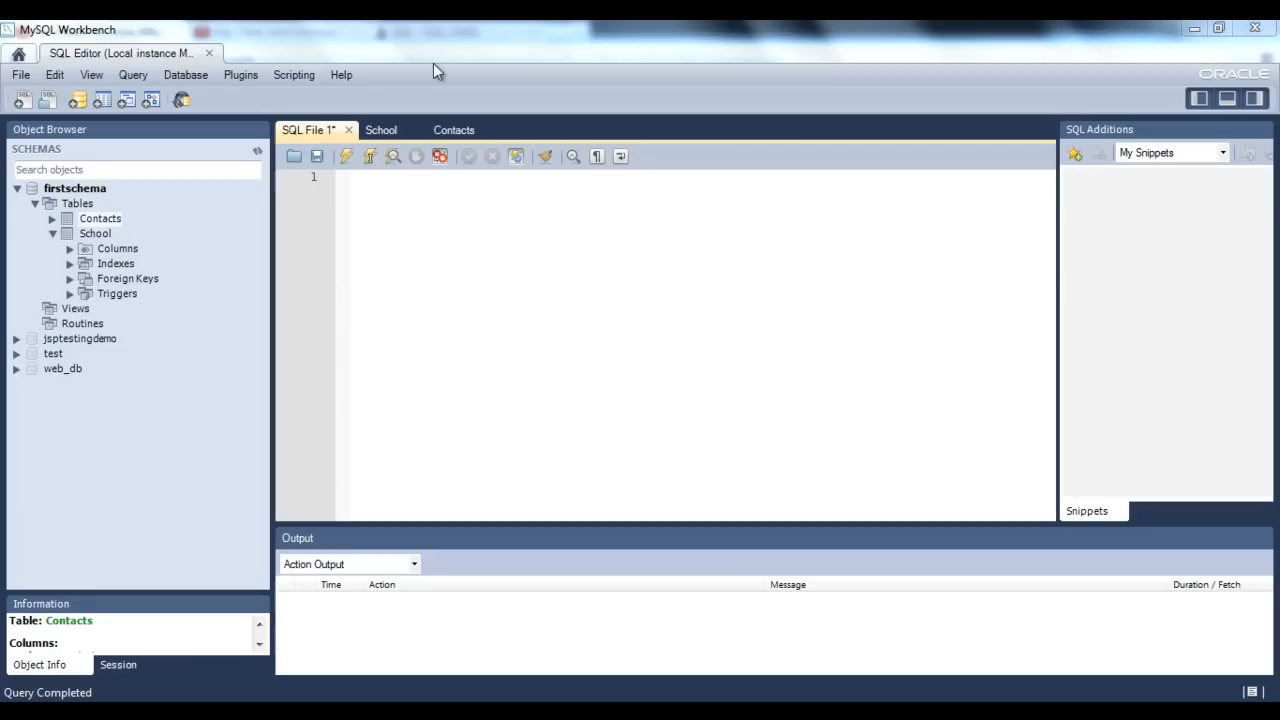 MySQL Workbench
SQL Editor (Local instance M...
File Edit View Query Database Plugins Scripting Help
ORACLE
Object Browser
SQL File 1*
School
Contacts
SQL Additions
SCHEMAS
Search objects
My Snippets
1
firstschema
Tables
Contacts
School
Columns
Indexes
Foreign Keys
Triggers
Views
Routines
jsptestingdemo
test
web_db
Snippets
Output
Action Output
Time Action Message Duration / Fetch
Information
Table: Contacts
Columns:
Object Info
Session
Query Completed